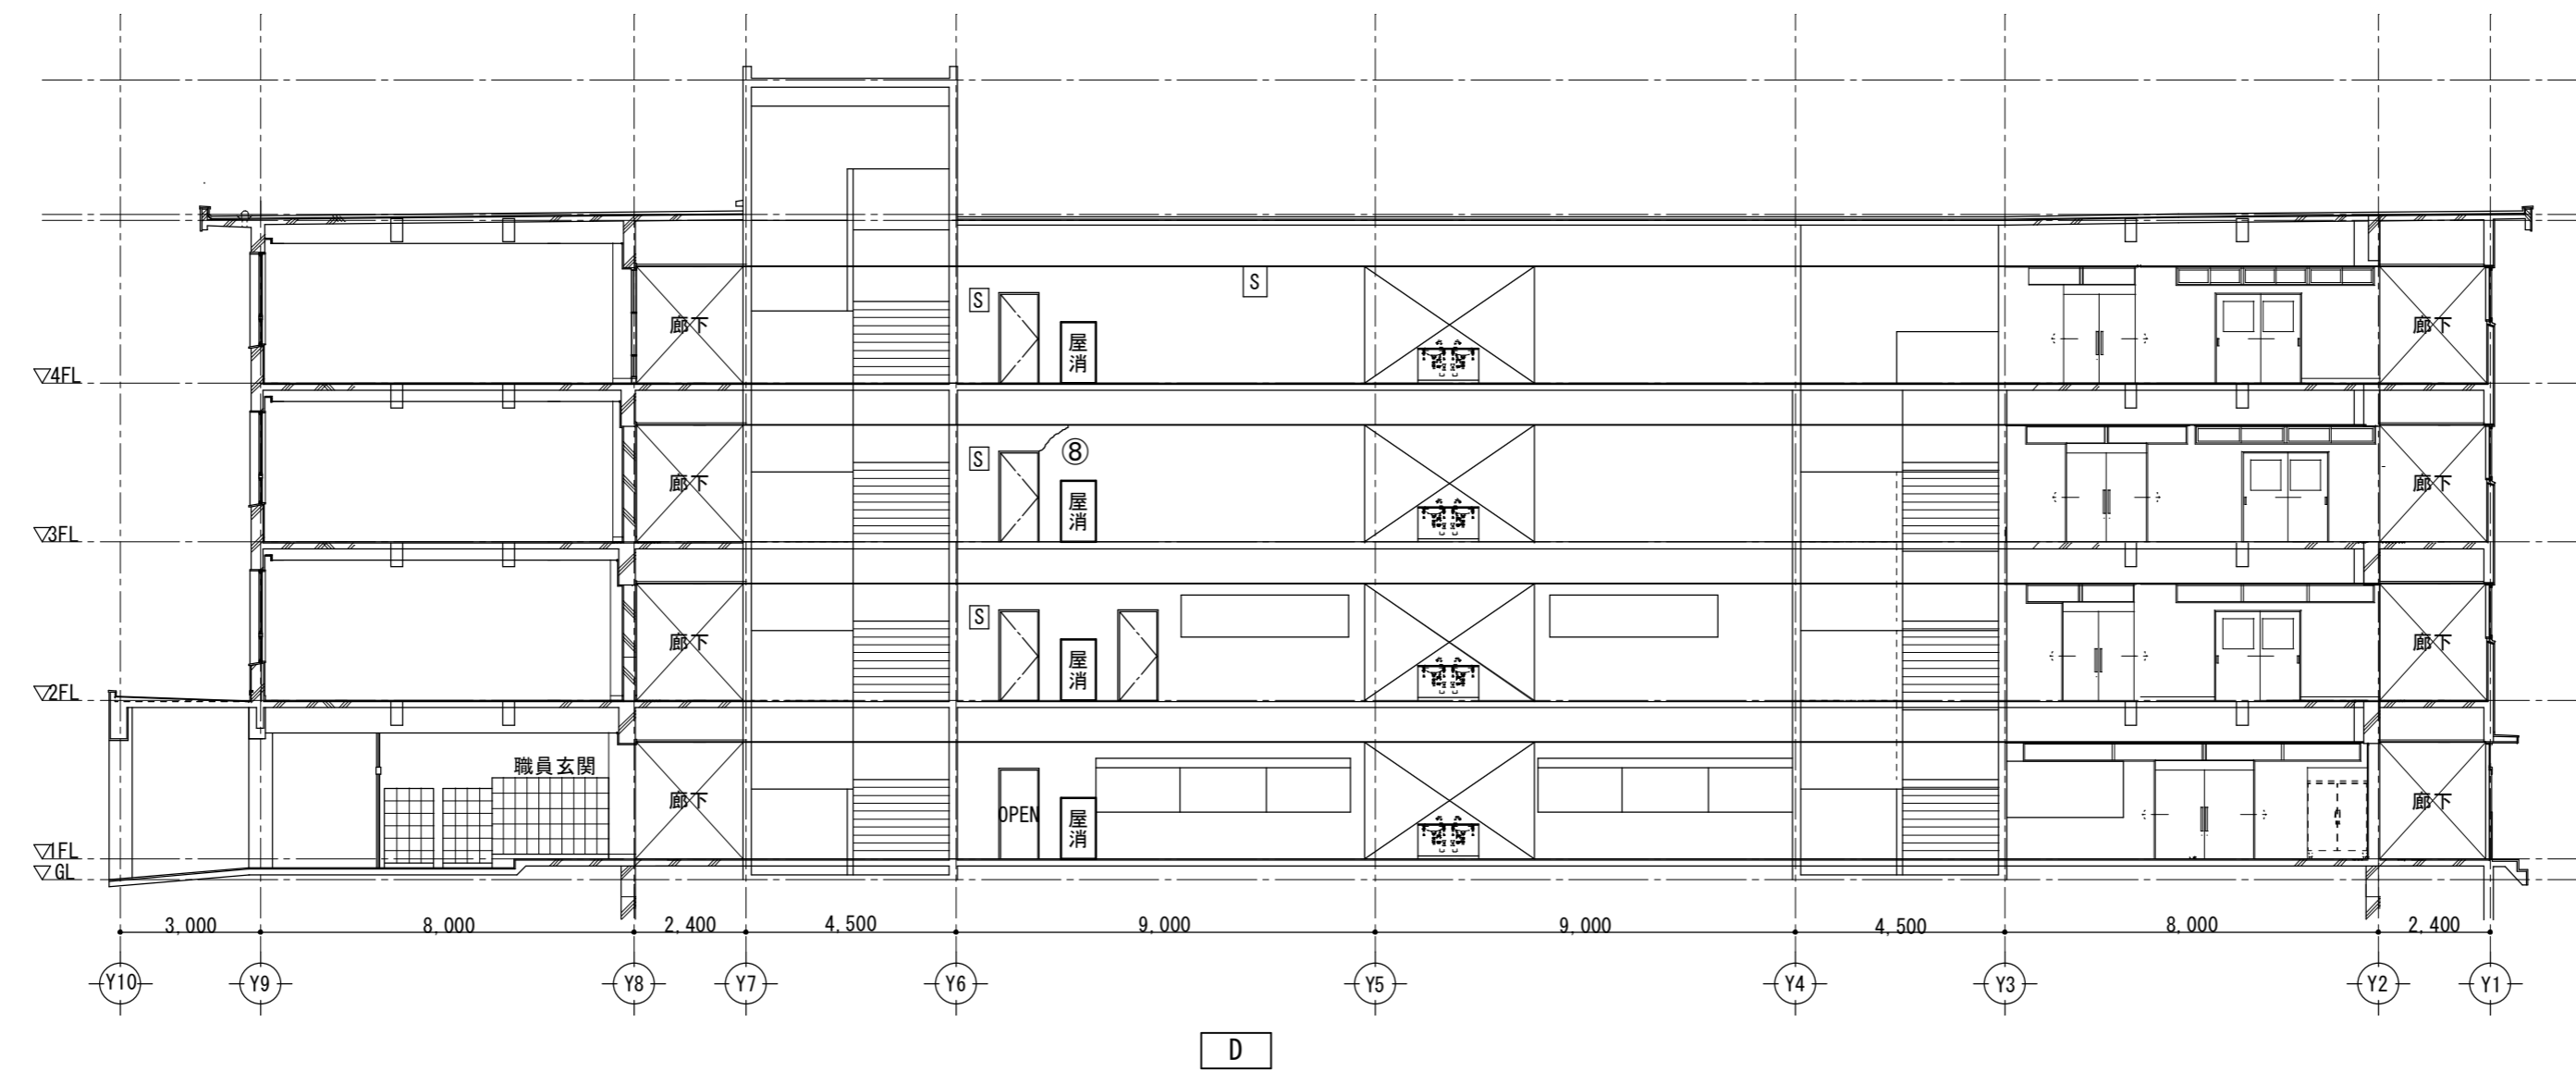 S
S
廊下
屋消
廊下
▽4FL
⑧
S
廊下
屋消
廊下
▽3FL
S
廊下
屋消
廊下
▽2FL
職員玄関
廊下
OPEN
屋消
廊下
▽1FL
▽GL
3,000 8,000 2,400 4,500 9,000 9,000 4,500 8,000 2,400
Y10 Y9 Y8 Y7 Y6 Y5 Y4 Y3 Y2 Y1
D